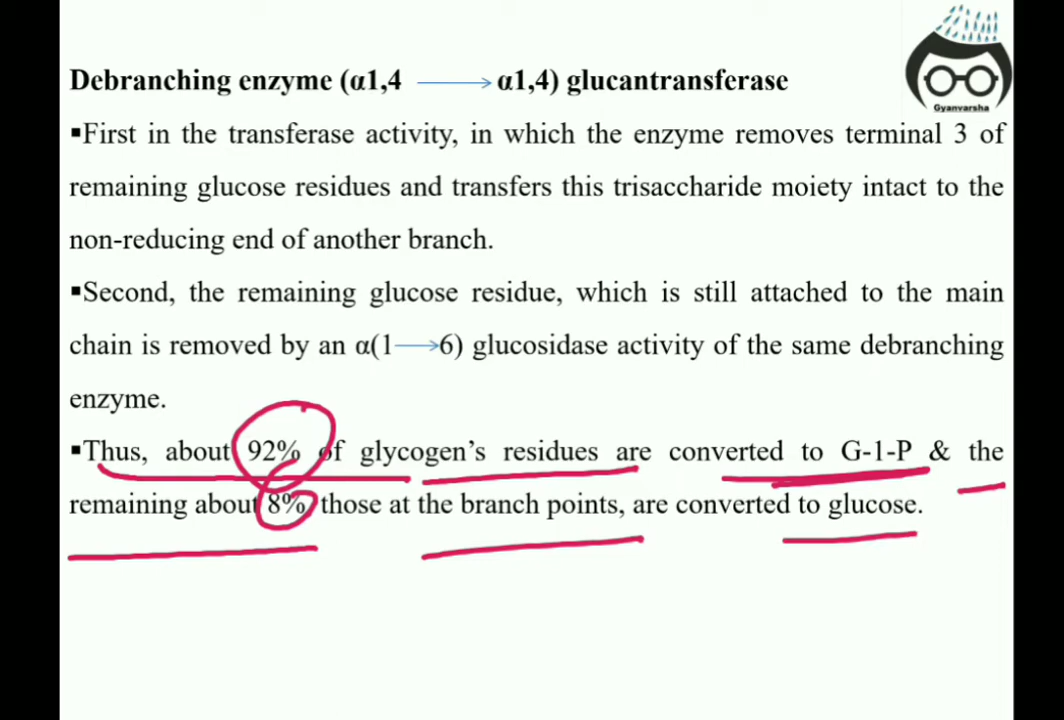 Debranching enzyme (α1,4 ⟶ α1,4) glucantransferase
Gyanvarsha
▪First in the transferase activity, in which the enzyme removes terminal 3 of
remaining glucose residues and transfers this trisaccharide moiety intact to the
non-reducing end of another branch.
▪Second, the remaining glucose residue, which is still attached to the main
chain is removed by an α(1⟶6) glucosidase activity of the same debranching
enzyme.
▪Thus, about 92% of glycogen's residues are converted to G-1-P & the
remaining about 8% those at the branch points, are converted to glucose.